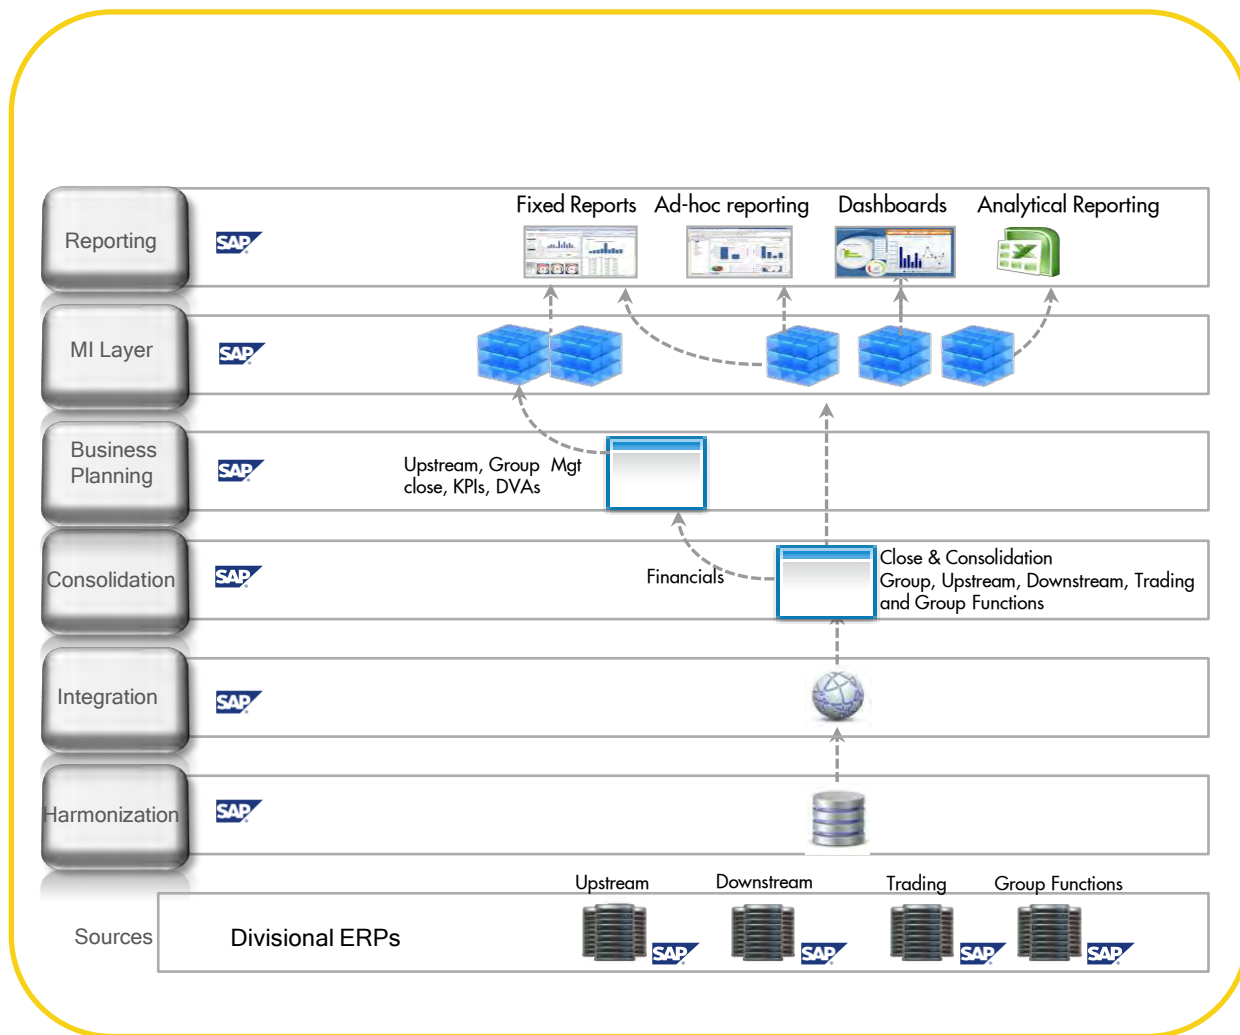 Fixed Reports
Ad-hoc reporting
Dashboards
Analytical Reporting
Reporting
SAP
MI Layer
SAP
Business
Planning
SAP
Upstream, Group Mgt
close, KPIs, DVAs
Consolidation
SAP
Financials
Close & Consolidation
Group, Upstream, Downstream, Trading
and Group Functions
Integration
SAP
Harmonization
SAP
Upstream
Downstream
Trading
Group Functions
Sources
Divisional ERPs
SAP
SAP
SAP
SAP